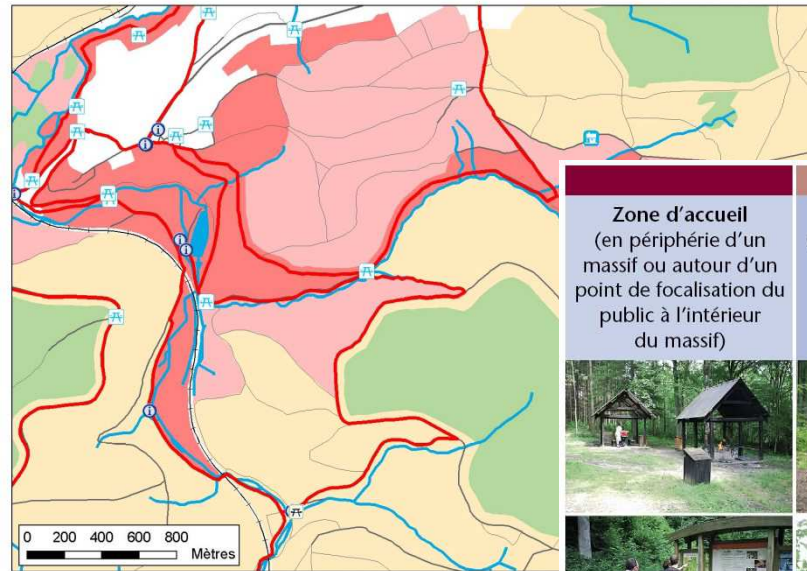 Zone d'accueil
(en périphérie d'un
massif ou autour d'un
point de focalisation du
public à l'intérieur
du massif)
0 200 400 600 800
Mètres
i
i
i
i
i
i